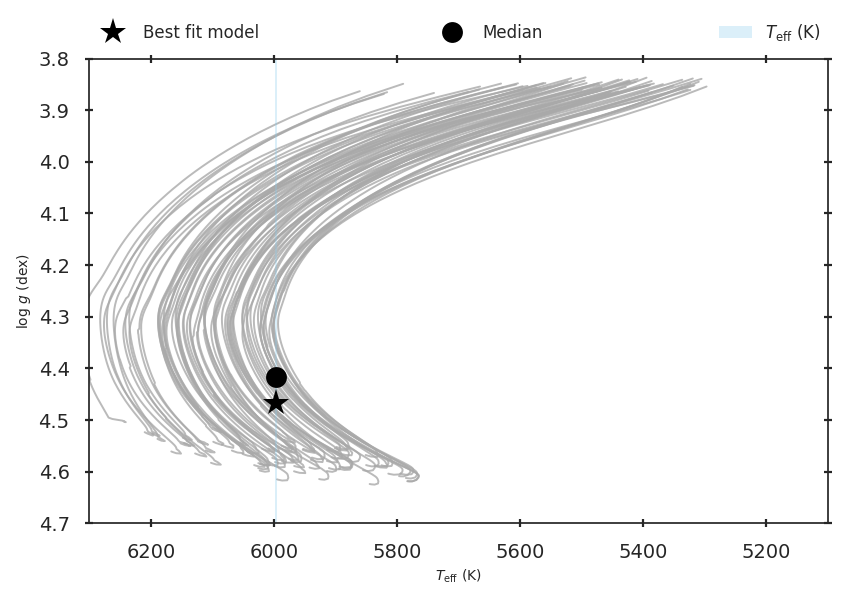 Best fit model Median T_eff (K)
3.8
3.9
4.0
4.1
4.2
4.3
4.4
4.5
4.6
4.7
log g (dex)
6200 6000 5800 5600 5400 5200
T_eff (K)